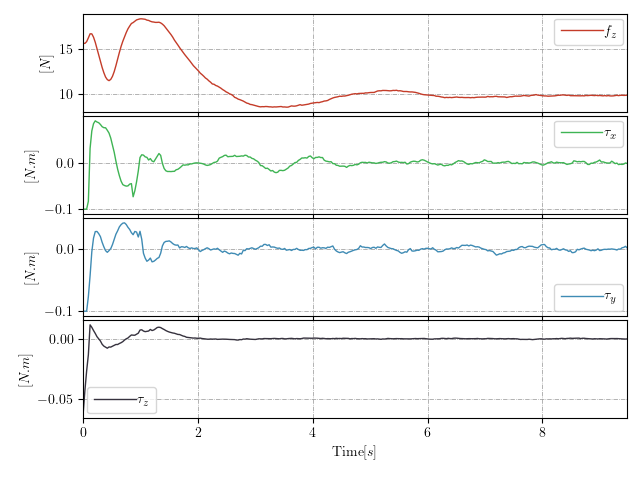 [N]
15
10
f_z
[N.m]
0.0
−0.1
τ_x
[N.m]
0.0
−0.1
τ_y
[N.m]
0.00
−0.05
τ_z
0 2 4 6 8
Time[s]